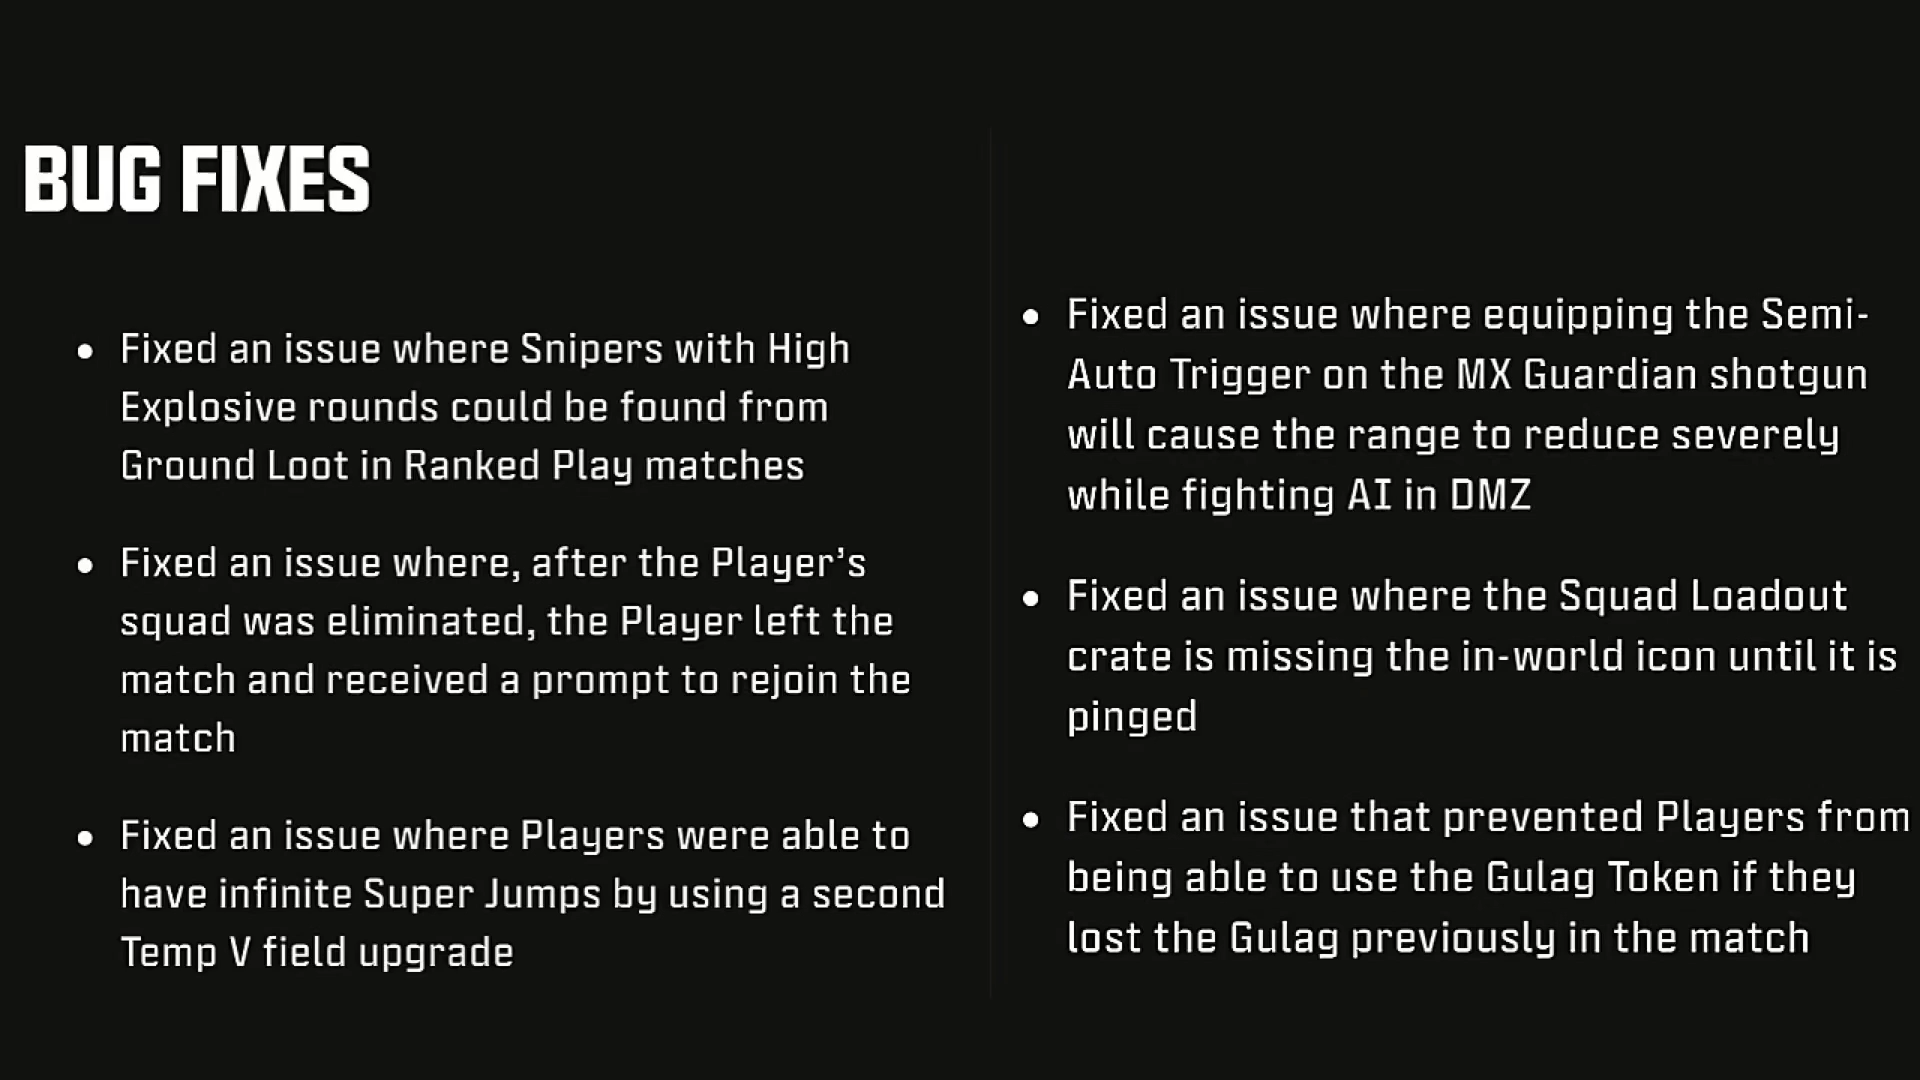 BUG FIXES
• Fixed an issue where Snipers with High
Explosive rounds could be found from
Ground Loot in Ranked Play matches
• Fixed an issue where, after the Player’s
squad was eliminated, the Player left the
match and received a prompt to rejoin the
match
• Fixed an issue where Players were able to
have infinite Super Jumps by using a second
Temp V field upgrade
• Fixed an issue where equipping the Semi-
Auto Trigger on the MX Guardian shotgun
will cause the range to reduce severely
while fighting AI in DMZ
• Fixed an issue where the Squad Loadout
crate is missing the in-world icon until it is
pinged
• Fixed an issue that prevented Players from
being able to use the Gulag Token if they
lost the Gulag previously in the match